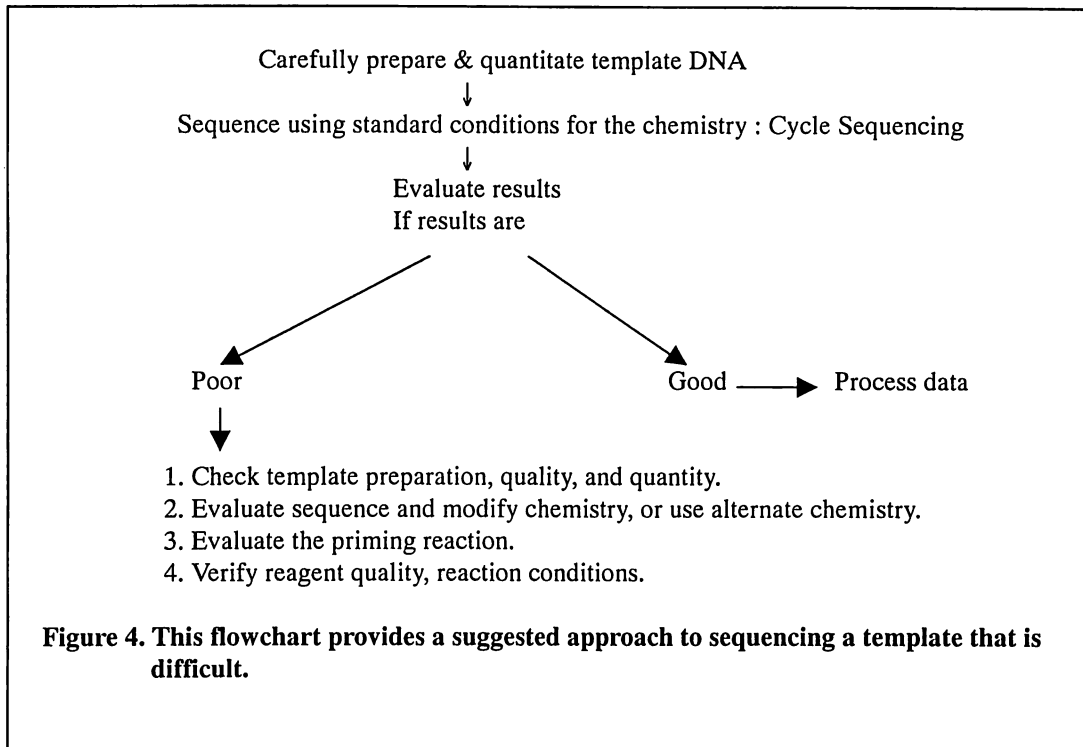 Carefully prepare & quantitate template DNA
Sequence using standard conditions for the chemistry : Cycle Sequencing
Evaluate results
If results are
Poor
Good
Process data
1. Check template preparation, quality, and quantity.
2. Evaluate sequence and modify chemistry, or use alternate chemistry.
3. Evaluate the priming reaction.
4. Verify reagent quality, reaction conditions.
Figure 4. This flowchart provides a suggested approach to sequencing a template that is
difficult.